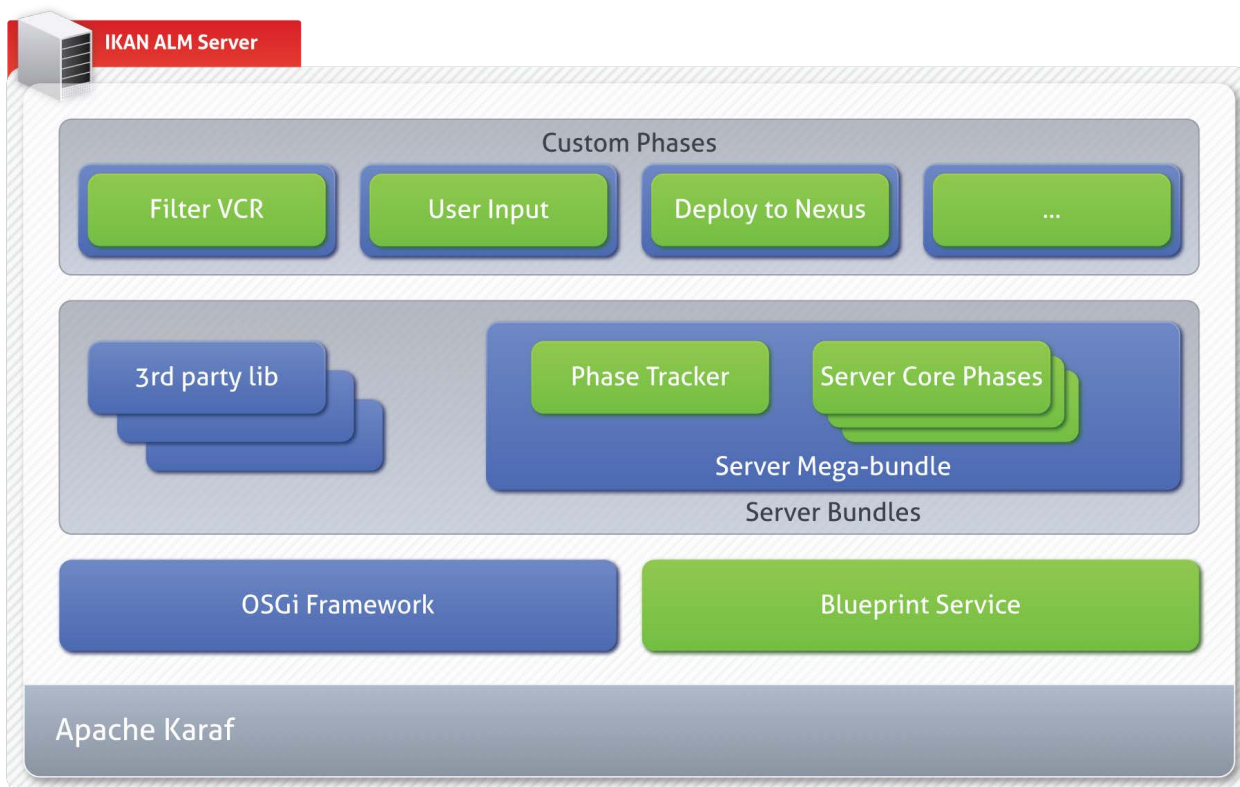 IKAN ALM Server
Custom Phases
Filter VCR
User Input
Deploy to Nexus
...
3rd party lib
Phase Tracker
Server Core Phases
Server Mega-bundle
Server Bundles
OSGi Framework
Blueprint Service
Apache Karaf